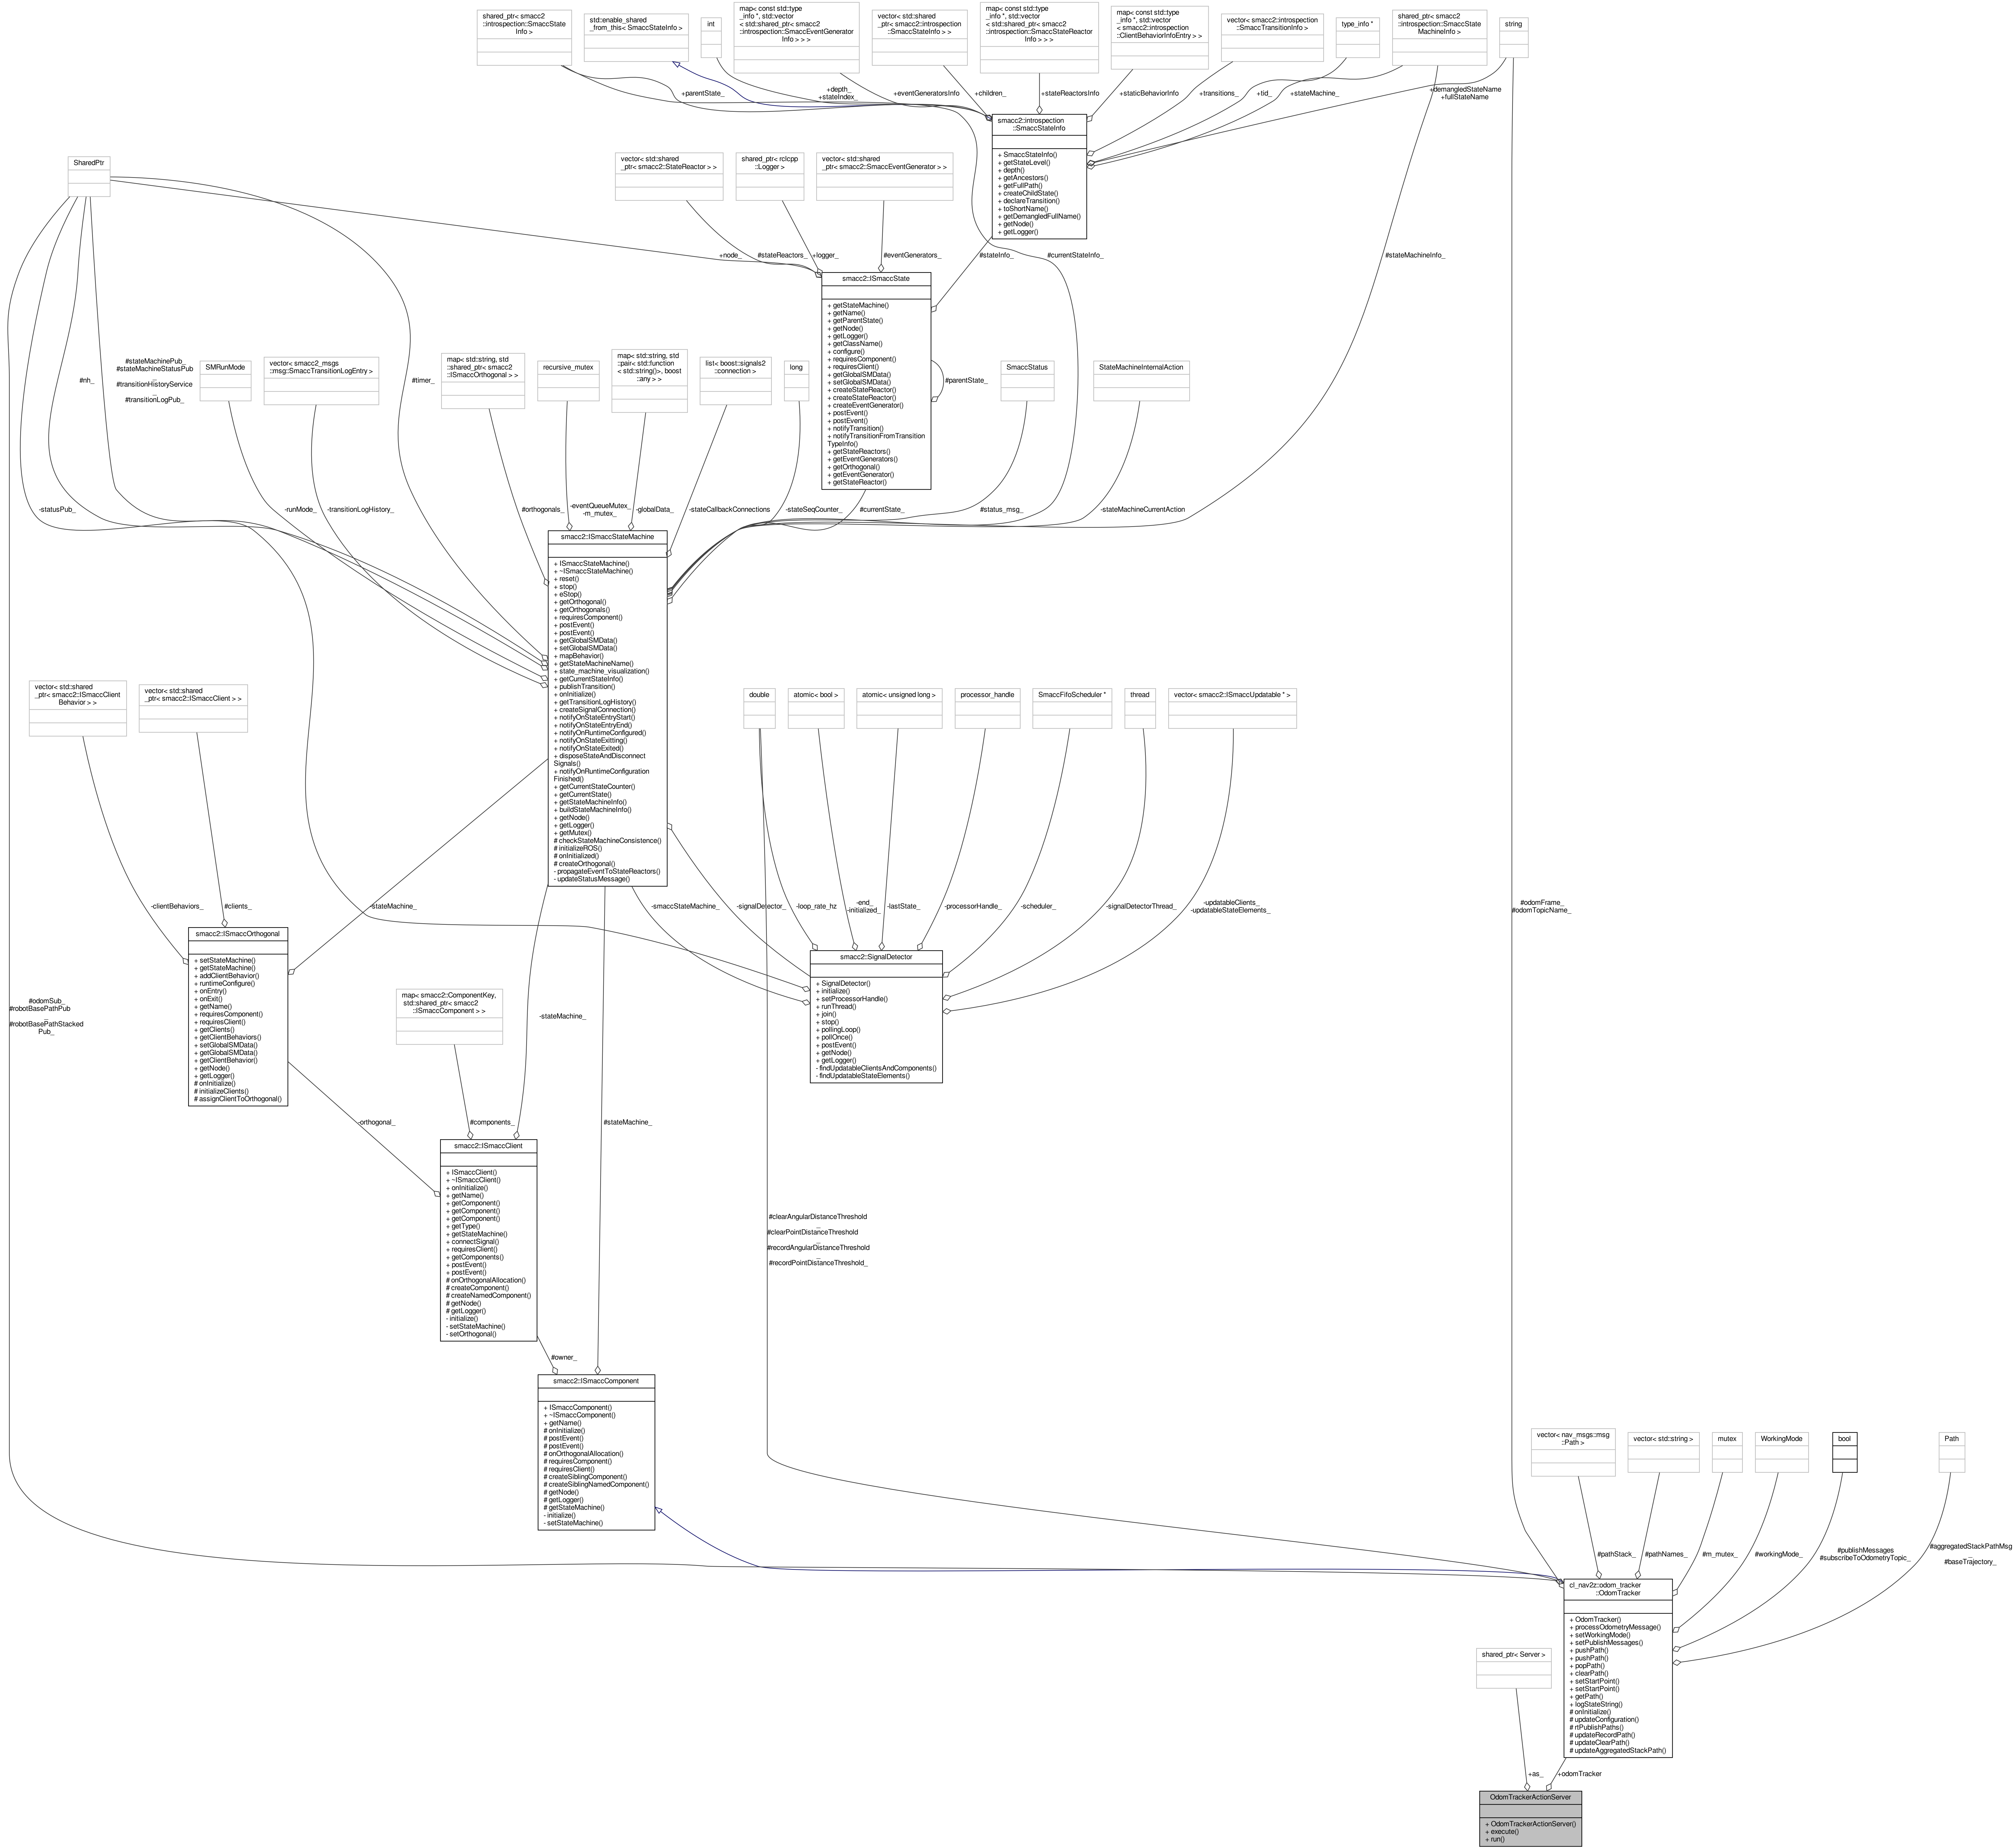 shared_ptr< smacc2
::introspection::SmaccState
Info >
std::enable_shared
_from_this< SmaccStateInfo >
int
map< const std::type
_info *, std::vector
< std::shared_ptr< smacc2
::introspection::SmaccEventGenerator
Info > > >
vector< std::shared
_ptr< smacc2::introspection
::SmaccStateInfo > >
map< const std::type
_info *, std::vector
< std::shared_ptr< smacc2
::introspection::SmaccStateReactor
Info > > >
map< const std::type
_info *, std::vector
< smacc2::introspection
::ClientBehaviorInfoEntry > >
vector< smacc2::introspection
::SmaccTransitionInfo >
type_info *
shared_ptr< smacc2
::introspection::SmaccState
MachineInfo >
string
+parentState_
+depth_
+stateIndex_
+eventGeneratorsInfo
+children_
+stateReactorsInfo
+staticBehaviorInfo
+transitions_
+tid_
+stateMachine_
+demangledStateName
+fullStateName
smacc2::introspection
::SmaccStateInfo
+ SmaccStateInfo()
+ getStateLevel()
+ depth()
+ getAncestors()
+ getFullPath()
+ createChildState()
+ declareTransition()
+ toShortName()
+ getDemangledFullName()
+ getNode()
+ getLogger()
SharedPtr
vector< std::shared
_ptr< smacc2::StateReactor > >
shared_ptr< rclcpp
::Logger >
vector< std::shared
_ptr< smacc2::SmaccEventGenerator > >
+node_
#stateReactors_
+logger_
#eventGenerators_
#stateInfo_
#currentStateInfo_
#stateMachineInfo_
smacc2::ISmaccState
+ getStateMachine()
+ getName()
+ getParentState()
+ getNode()
+ getLogger()
+ getClassName()
+ configure()
+ requiresComponent()
+ requiresClient()
+ getGlobalSMData()
+ setGlobalSMData()
+ createStateReactor()
+ createStateReactor()
+ createEventGenerator()
+ postEvent()
+ postEvent()
+ notifyTransition()
+ notifyTransitionFromTransition
TypeInfo()
+ getStateReactors()
+ getEventGenerators()
+ getOrthogonal()
+ getEventGenerator()
+ getStateReactor()
#parentState_
#nh_
#stateMachinePub_
#stateMachineStatusPub
_
#transitionHistoryService
_
#transitionLogPub_
SMRunMode
vector< smacc2_msgs
::msg::SmaccTransitionLogEntry >
#timer_
map< std::string, std
::shared_ptr< smacc2
::ISmaccOrthogonal > >
recursive_mutex
map< std::string, std
::pair< std::function
< std::string()>, boost
::any > >
list< boost::signals2
::connection >
long
SmaccStatus
StateMachineInternalAction
-statusPub_
-runMode_
-transitionLogHistory_
#orthogonals_
-eventQueueMutex_
-m_mutex_
-globalData_
-stateCallbackConnections
-stateSeqCounter_
#currentState_
#status_msg_
-stateMachineCurrentAction
smacc2::ISmaccStateMachine
+ ISmaccStateMachine()
+ ~ISmaccStateMachine()
+ reset()
+ stop()
+ eStop()
+ getOrthogonal()
+ getOrthogonals()
+ requiresComponent()
+ postEvent()
+ postEvent()
+ getGlobalSMData()
+ setGlobalSMData()
+ mapBehavior()
+ getStateMachineName()
+ state_machine_visualization()
+ getCurrentStateInfo()
+ publishTransition()
+ onInitialize()
+ getTransitionLogHistory()
+ createSignalConnection()
+ notifyOnStateEntryStart()
+ notifyOnStateEntryEnd()
+ notifyOnRuntimeConfigured()
+ notifyOnStateExitting()
+ notifyOnStateExited()
+ disposeStateAndDisconnect
Signals()
+ notifyOnRuntimeConfiguration
Finished()
+ getCurrentStateCounter()
+ getCurrentState()
+ getStateMachineInfo()
+ buildStateMachineInfo()
+ getNode()
+ getLogger()
+ getMutex()
# checkStateMachineConsistence()
# initializeROS()
# onInitialized()
# createOrthogonal()
- propagateEventToStateReactors()
- updateStatusMessage()
vector< std::shared
_ptr< smacc2::ISmaccClient
Behavior > >
vector< std::shared
_ptr< smacc2::ISmaccClient > >
double
atomic< bool >
atomic< unsigned long >
processor_handle
SmaccFifoScheduler *
thread
vector< smacc2::ISmaccUpdatable * >
-clientBehaviors_
#clients_
-stateMachine_
-smaccStateMachine_
-signalDetector_
-loop_rate_hz
-end_
-initialized_
-lastState_
-processorHandle_
-scheduler_
-signalDetectorThread_
-updatableClients_
-updatableStateElements_
#odomFrame_
#odomTopicName_
smacc2::ISmaccOrthogonal
+ setStateMachine()
+ getStateMachine()
+ addClientBehavior()
+ runtimeConfigure()
+ onEntry()
+ onExit()
+ getName()
+ requiresComponent()
+ requiresClient()
+ getClients()
+ getClientBehaviors()
+ setGlobalSMData()
+ getGlobalSMData()
+ getClientBehavior()
+ getNode()
+ getLogger()
# onInitialize()
# initializeClients()
# assignClientToOrthogonal()
smacc2::SignalDetector
+ SignalDetector()
+ initialize()
+ setProcessorHandle()
+ runThread()
+ join()
+ stop()
+ pollingLoop()
+ pollOnce()
+ postEvent()
+ getNode()
+ getLogger()
- findUpdatableClientsAndComponents()
- findUpdatableStateElements()
#odomSub_
#robotBasePathPub
_
#robotBasePathStacked
Pub_
map< smacc2::ComponentKey,
std::shared_ptr< smacc2
::ISmaccComponent > >
-stateMachine_
-orthogonal_
#components_
#stateMachine_
smacc2::ISmaccClient
+ ISmaccClient()
+ ~ISmaccClient()
+ onInitialize()
+ getName()
+ getComponent()
+ getComponent()
+ getComponent()
+ getType()
+ getStateMachine()
+ connectSignal()
+ requiresClient()
+ getComponents()
+ postEvent()
+ postEvent()
# onOrthogonalAllocation()
# createComponent()
# createNamedComponent()
# getNode()
# getLogger()
- initialize()
- setStateMachine()
- setOrthogonal()
#clearAngularDistanceThreshold
_
#clearPointDistanceThreshold
_
#recordAngularDistanceThreshold
_
#recordPointDistanceThreshold_
#owner_
smacc2::ISmaccComponent
+ ISmaccComponent()
+ ~ISmaccComponent()
+ getName()
# onInitialize()
# postEvent()
# postEvent()
# onOrthogonalAllocation()
# requiresComponent()
# requiresClient()
# createSiblingComponent()
# createSiblingNamedComponent()
# getNode()
# getLogger()
# getStateMachine()
- initialize()
- setStateMachine()
vector< nav_msgs::msg
::Path >
vector< std::string >
mutex
WorkingMode
bool
Path
#pathStack_
#pathNames_
#m_mutex_
#workingMode_
#publishMessages
#subscribeToOdometryTopic_
#aggregatedStackPathMsg
_
#baseTrajectory_
cl_nav2z::odom_tracker
::OdomTracker
+ OdomTracker()
+ processOdometryMessage()
+ setWorkingMode()
+ setPublishMessages()
+ pushPath()
+ pushPath()
+ popPath()
+ clearPath()
+ setStartPoint()
+ setStartPoint()
+ getPath()
+ logStateString()
# onInitialize()
# updateConfiguration()
# rtPublishPaths()
# updateRecordPath()
# updateClearPath()
# updateAggregatedStackPath()
shared_ptr< Server >
+as_
+odomTracker
OdomTrackerActionServer
+ OdomTrackerActionServer()
+ execute()
+ run()